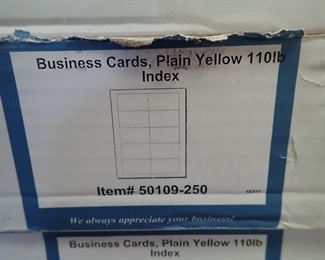 Business Cards, Plain Yellow 110lb
Index
Item# 50109-250
We always appreciate your business!
Business Cards, Plain Yellow 110lb
Index